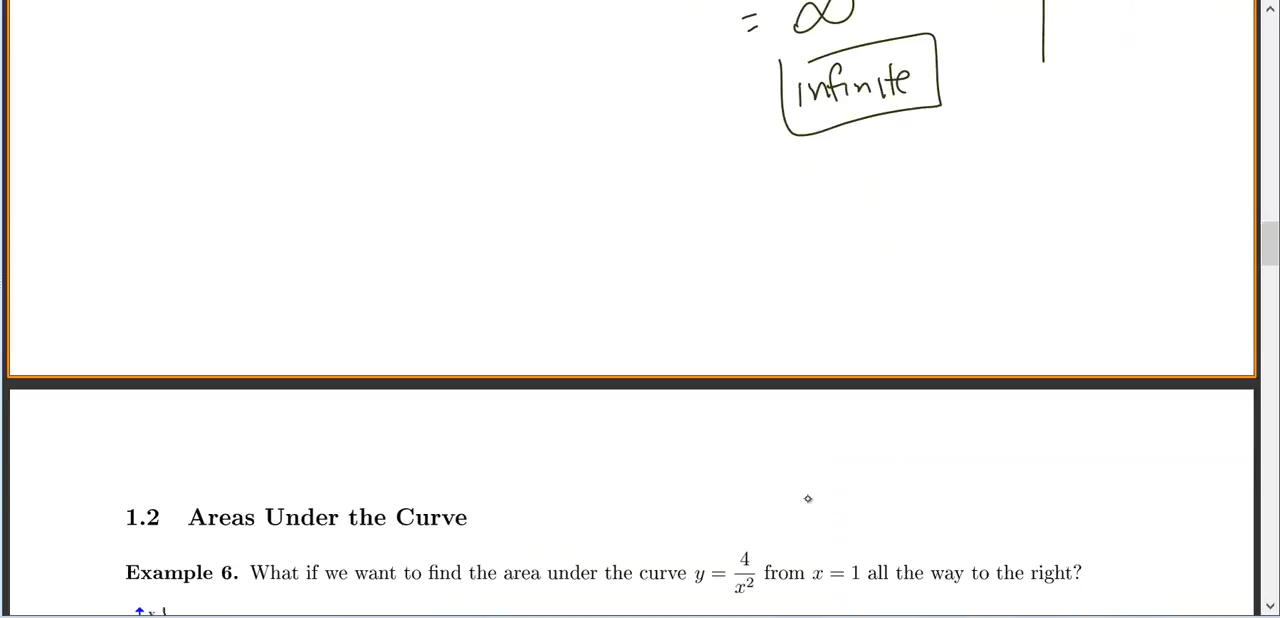 = ∞
infinite
1.2 Areas Under the Curve
Example 6. What if we want to find the area under the curve y = 4/x² from x = 1 all the way to the right?